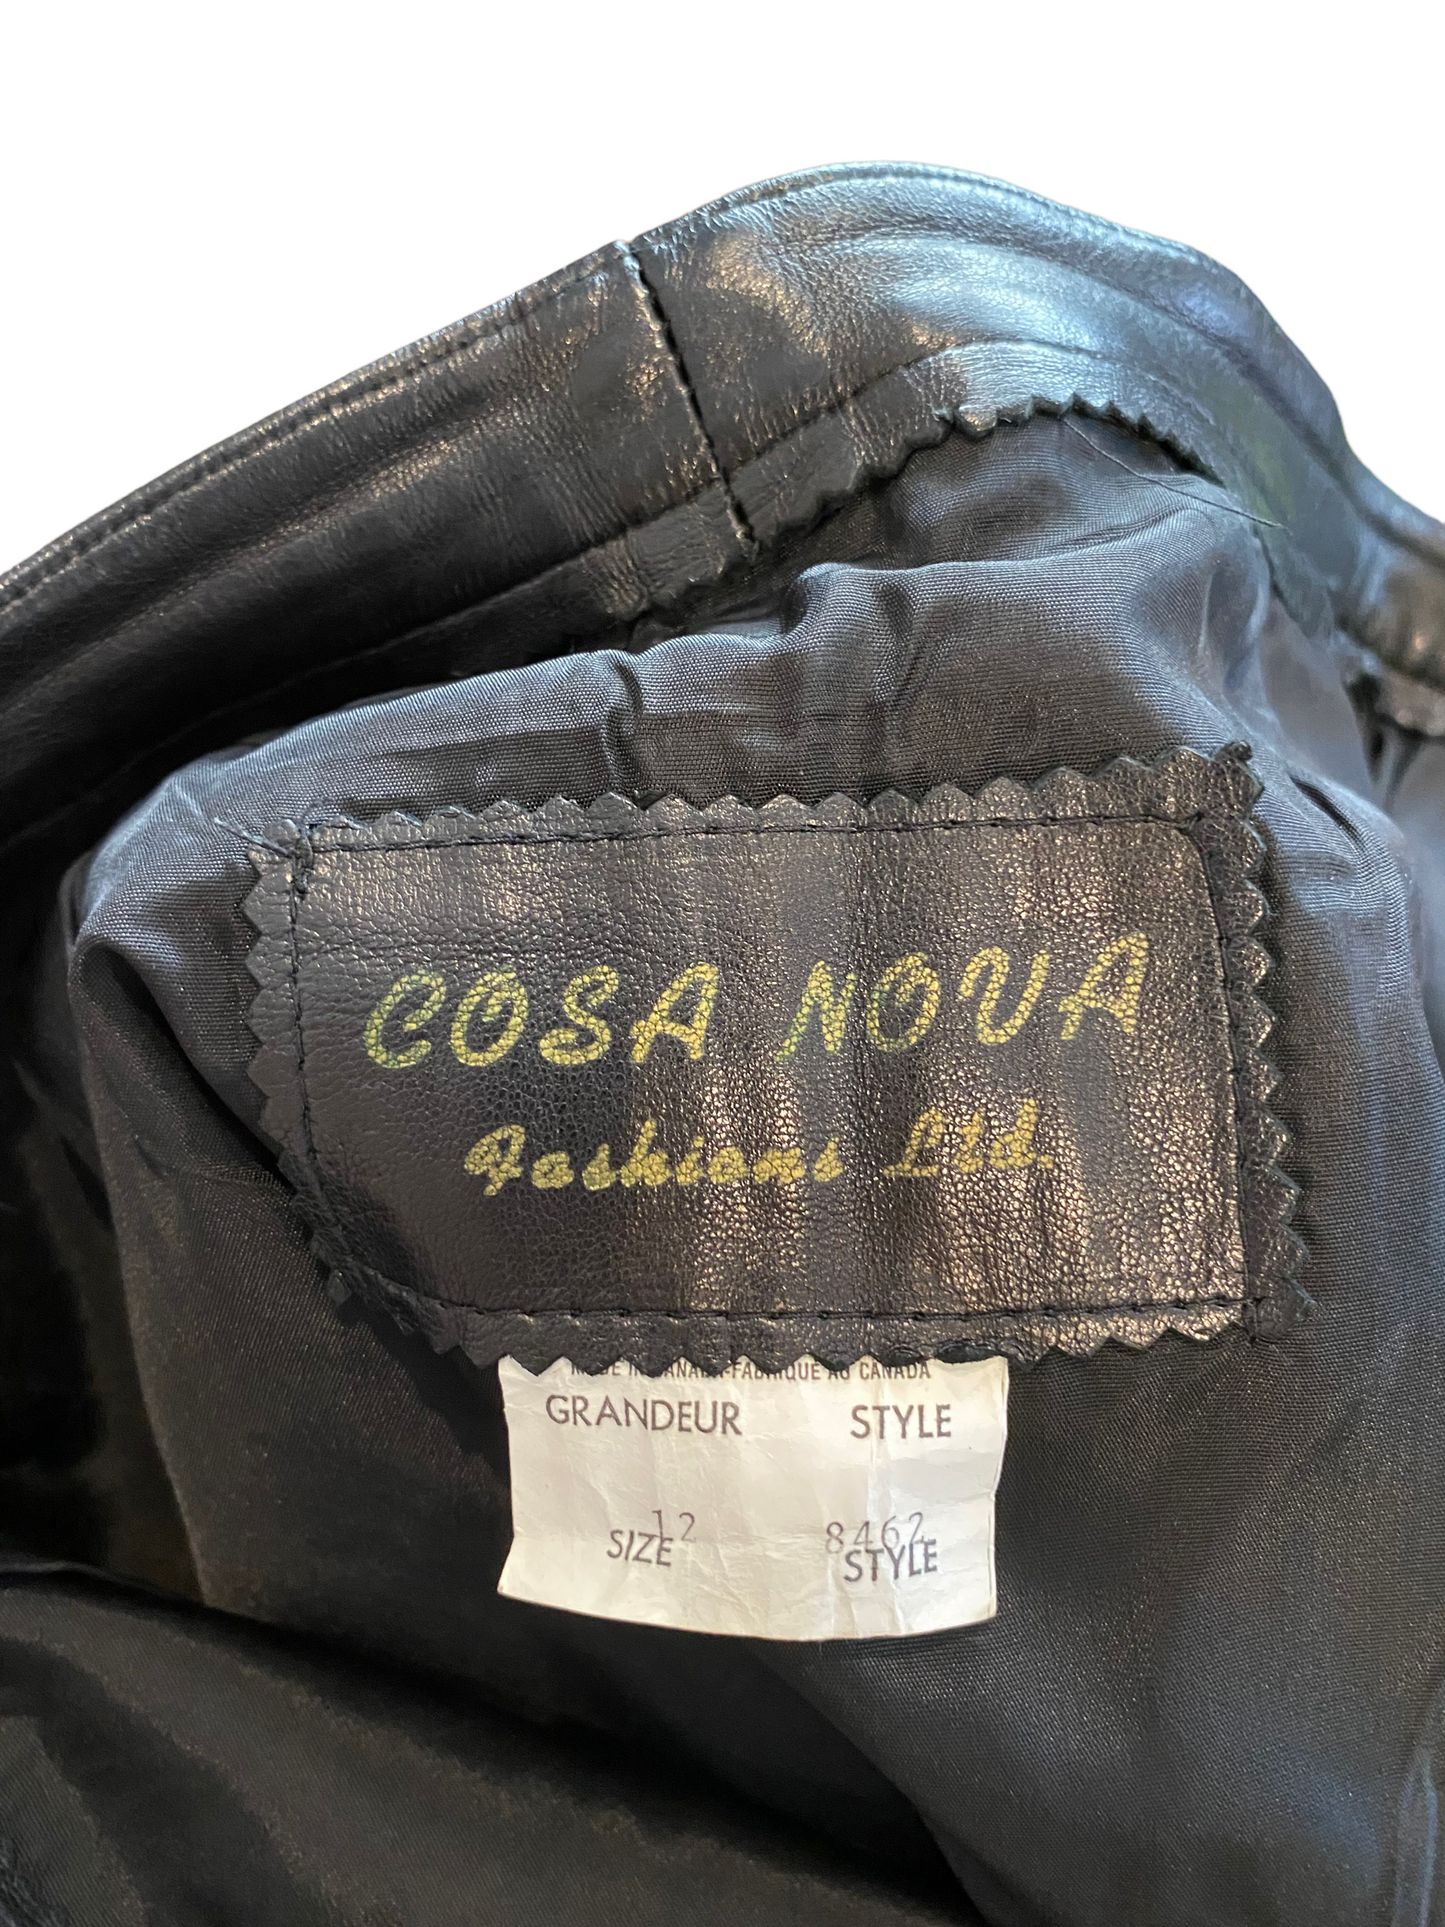 COSA NOVA
Fashions Ltd.
MADE IN CANADA-FABRIQUE AU CANADA
GRANDEUR STYLE
12 8462
SIZE STYLE